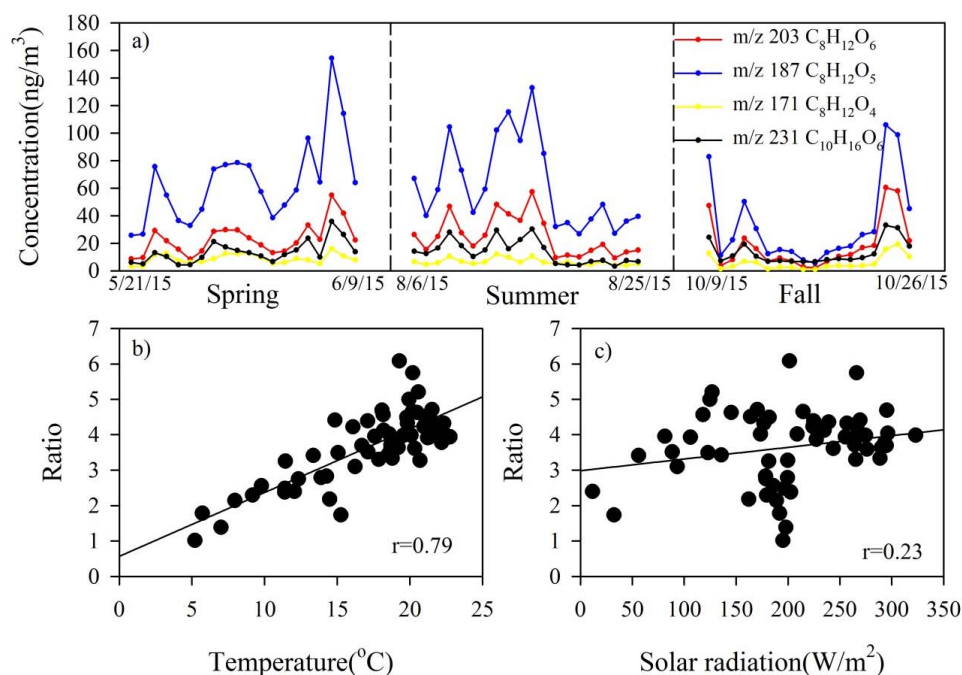 a)
Concentration(ng/m³)
180
160
140
120
100
80
60
40
20
0
m/z 203 C₈H₁₂O₆
m/z 187 C₈H₁₂O₅
m/z 171 C₈H₁₂O₄
m/z 231 C₁₀H₁₆O₆
5/21/15 6/9/15 8/6/15 8/25/15 10/9/15 10/26/15
Spring Summer Fall
b)
Ratio
7
6
5
4
3
2
1
0
r=0.79
0 5 10 15 20 25
Temperature(°C)
c)
Ratio
7
6
5
4
3
2
1
0
r=0.23
0 50 100 150 200 250 300 350
Solar radiation(W/m²)